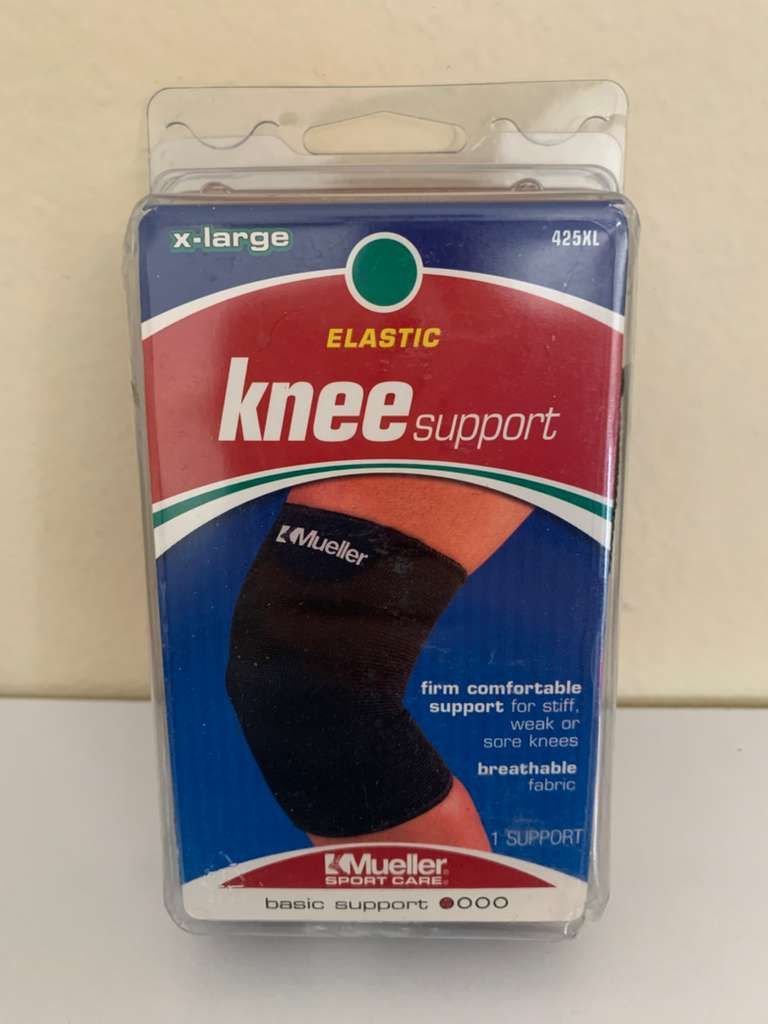 x-large
425XL
ELASTIC
knee support
Mueller
firm comfortable
support for stiff,
weak or
sore knees
breathable
fabric
1 SUPPORT
Mueller®
SPORT CARE®
basic support